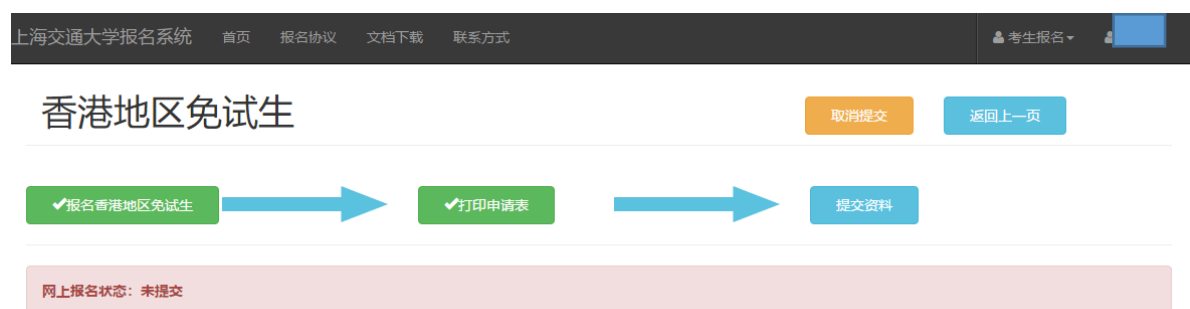 上海交通大学报名系统 首页 报名协议 文档下载 联系方式 考生报名
香港地区免试生 取消提交 返回上一页
报名香港地区免试生 打印申请表 提交资料
网上报名状态：未提交